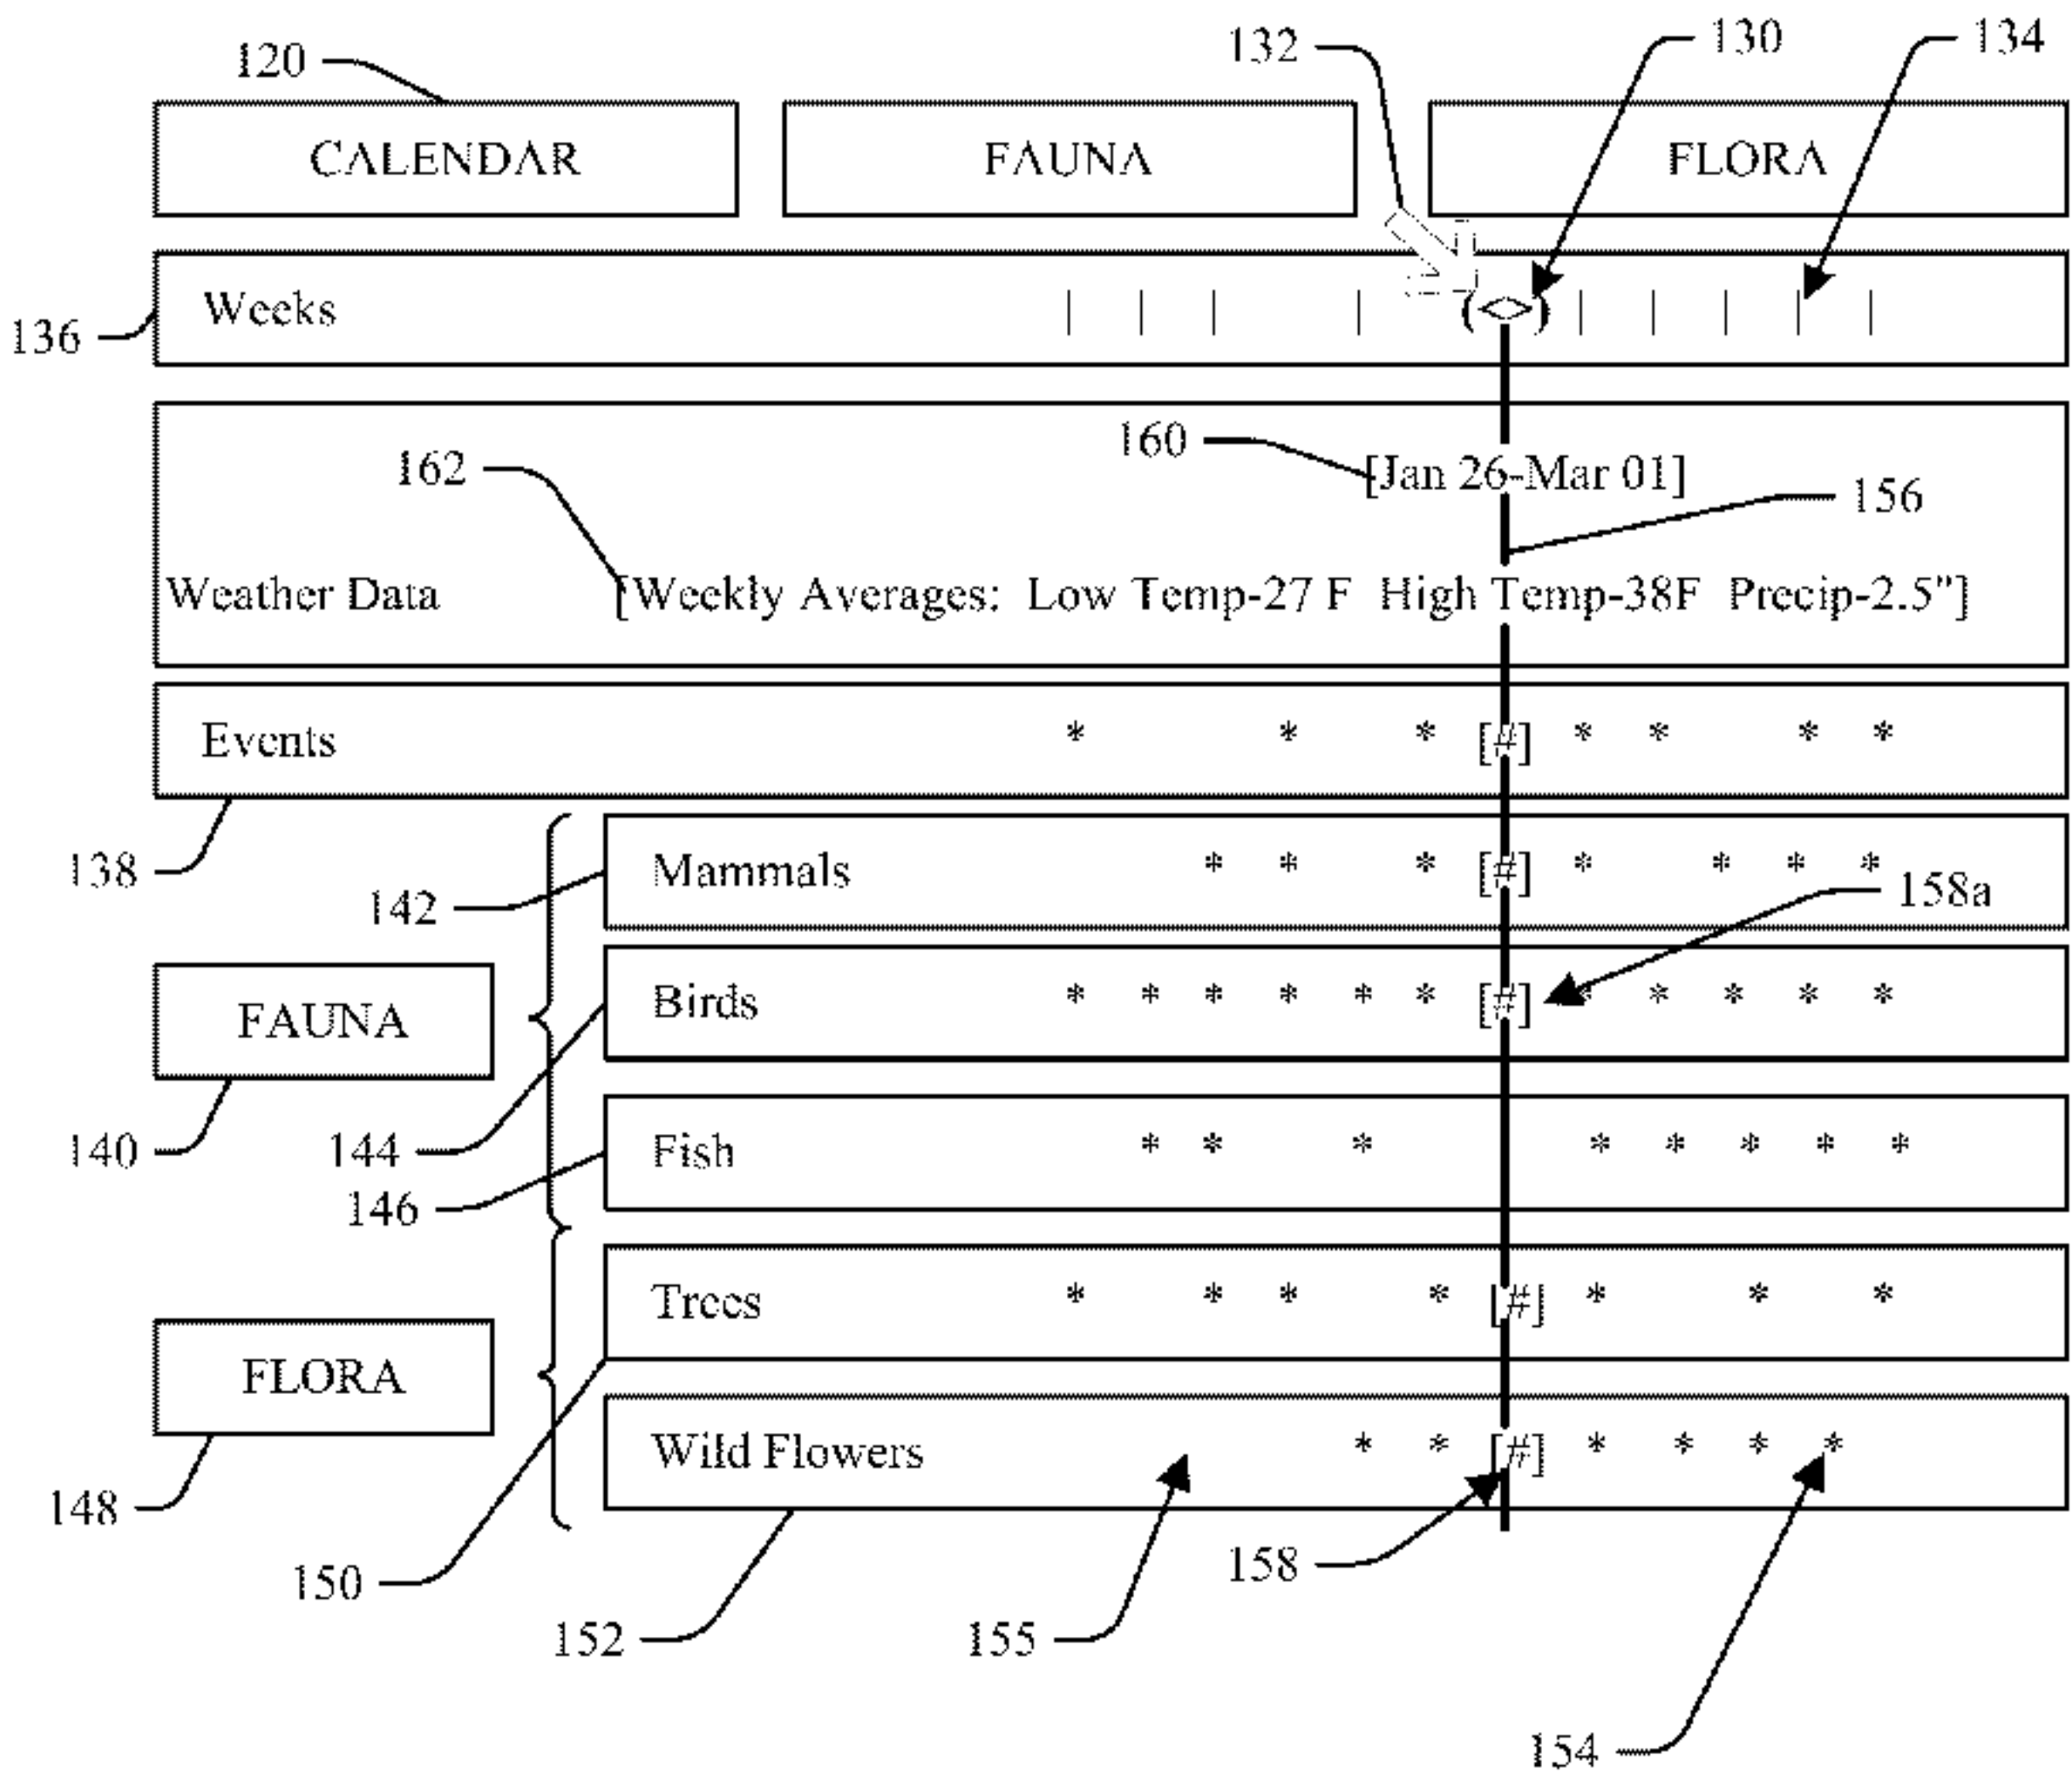 132 130 134
120
CALENDAR FAUNA FLORA
Weeks | | | | (<>) | | | | |
136
160
[Jan 26-Mar 01]
162
156
Weather Data [Weekly Averages: Low Temp-27 F High Temp-38F Precip-2.5"]
Events * * * [#] * * * *
138
Mammals * * * [#] * * * *
142
158a
Birds * * * * * * [#] * * * * *
FAUNA
140
144
Fish * * * * * * * *
146
Trees * * * * [#] * * *
FLORA
Wild Flowers * * [#] * * * *
148
150
158
152
155
154